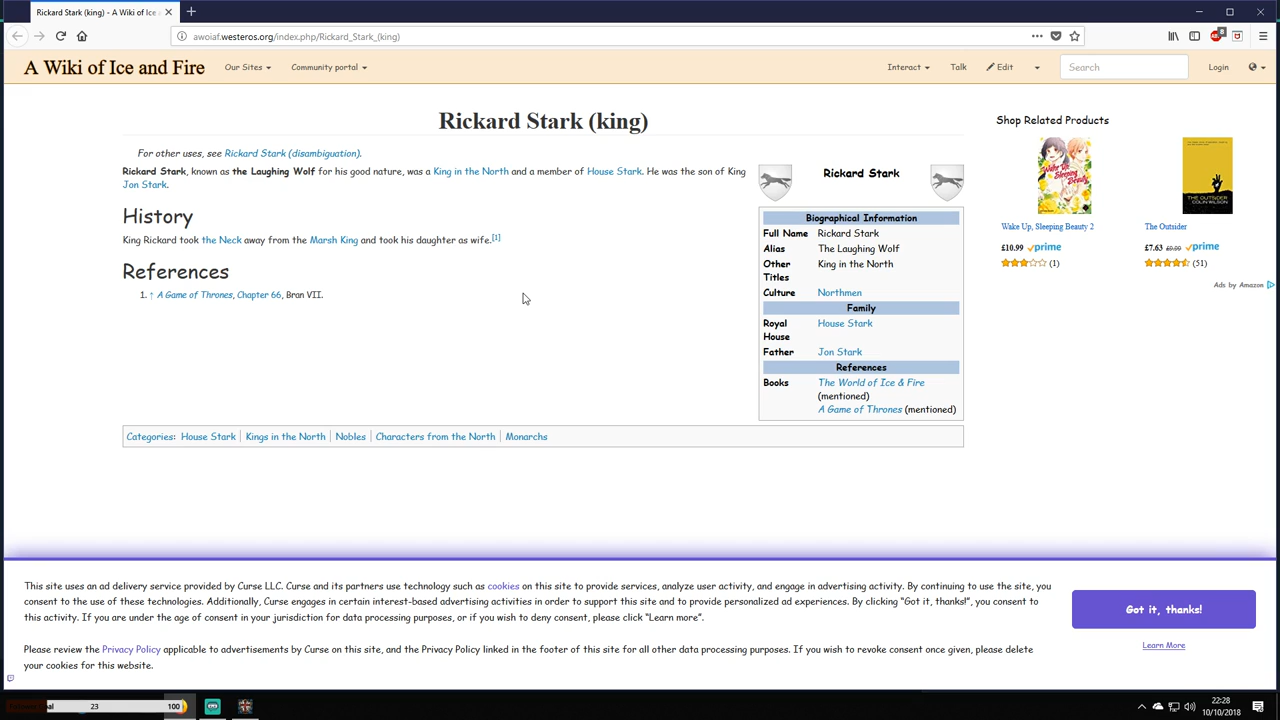 Rickard Stark (king) - A Wiki of Ice
awoiaf.westeros.org/index.php/Rickard_Stark_(king)
8
A Wiki of Ice and Fire
Our Sites
Community portal
Interact
Talk
Edit
Search
Login
Rickard Stark (king)
For other uses, see Rickard Stark (disambiguation).
Rickard Stark, known as the Laughing Wolf for his good nature, was a King in the North and a member of House Stark. He was the son of King
Jon Stark.
History
King Rickard took the Neck away from the Marsh King and took his daughter as wife.[1]
References
1. ↑ A Game of Thrones, Chapter 66, Bran VII.
Rickard Stark
Biographical Information
Full Name Rickard Stark
Alias The Laughing Wolf
Other King in the North
Titles
Culture Northmen
Family
Royal House Stark
House
Father Jon Stark
References
Books The World of Ice & Fire
(mentioned)
A Game of Thrones (mentioned)
Categories: House Stark | Kings in the North | Nobles | Characters from the North | Monarchs
Shop Related Products
Wake Up, Sleeping Beauty
THE OUTSIDER
COLIN WILSON
Wake Up, Sleeping Beauty 2
£10.99 prime
(1)
The Outsider
£7.63 £9.99 prime
(51)
Ads by Amazon
This site uses an ad delivery service provided by Curse LLC. Curse and its partners use technology such as cookies on this site to provide services, analyze user activity, and engage in advertising activity. By continuing to use the site, you
consent to the use of these technologies. Additionally, Curse engages in certain interest-based advertising activities in order to support this site and to provide personalized ad experiences. By clicking "Got it, thanks!", you consent to
this activity. If you are under the age of consent in your jurisdiction for data processing purposes, or if you wish to deny consent, please click "Learn more".
Please review the Privacy Policy applicable to advertisements by Curse on this site, and the Privacy Policy linked in the footer of this site for all other data processing purposes. If you wish to revoke consent once given, please delete
your cookies for this website.
Got it, thanks!
Learn More
23
100
22:28
10/10/2018